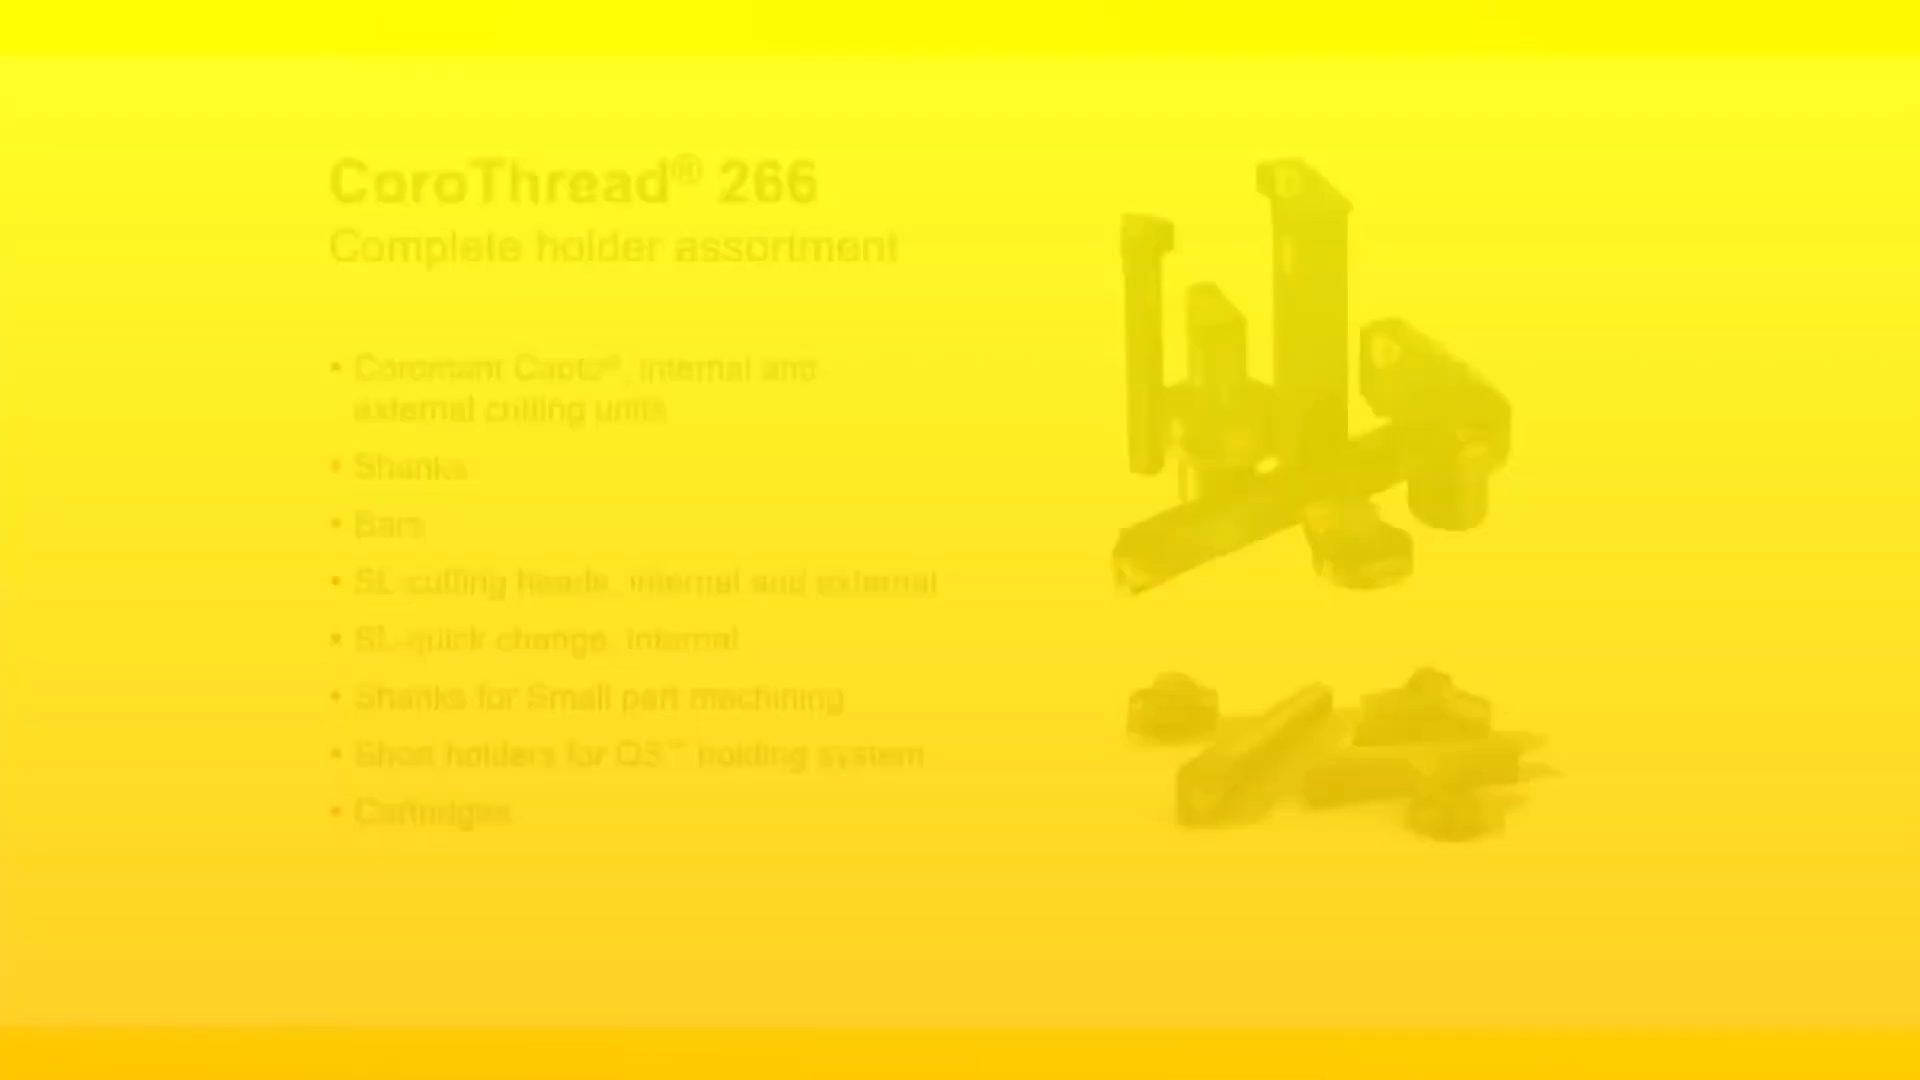 CoroThread® 266
Complete holder assortment
• Coromant Capto®, internal and
external cutting units
• Shanks
• Bars
• SL-cutting heads, internal and external
• SL-quick change, internal
• Shanks for Small part machining
• Short holders for QS™ holding system
• Cartridges